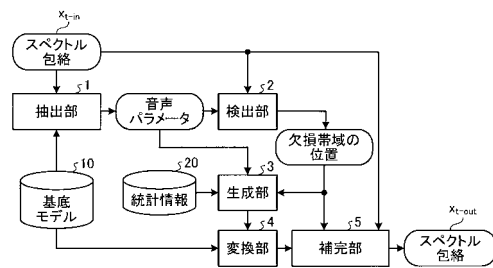 xt-in
スペクトル
包絡
1
抽出部
音声
パラメータ
2
検出部
欠損帯域の
位置
10
基底
モデル
20
統計情報
3
生成部
4
変換部
5
補完部
xt-out
スペクトル
包絡